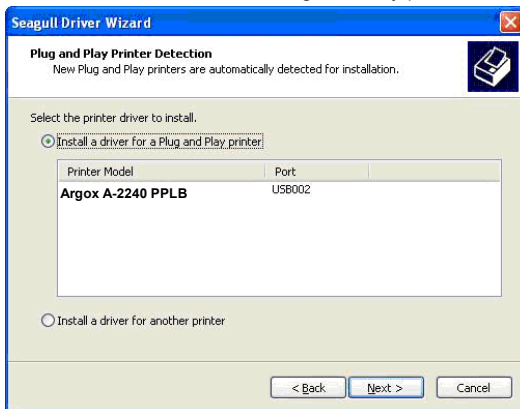 Seagull Driver Wizard
Plug and Play Printer Detection
New Plug and Play printers are automatically detected for installation.
Select the printer driver to install.
Install a driver for a Plug and Play printer
Printer Model Port
Argox A-2240 PPLB USB002
Install a driver for another printer
< Back Next > Cancel